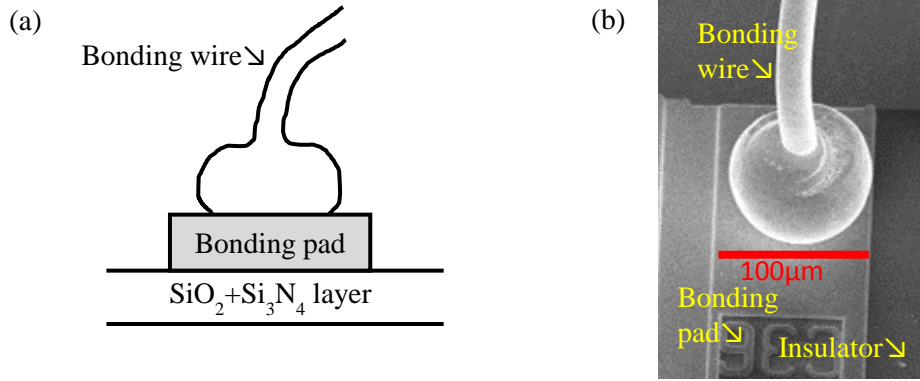 (a)
Bonding wire↘
Bonding pad
SiO₂+Si₃N₄ layer
(b)
Bonding
wire↘
100µm
Bonding
pad↘
Insulator↘